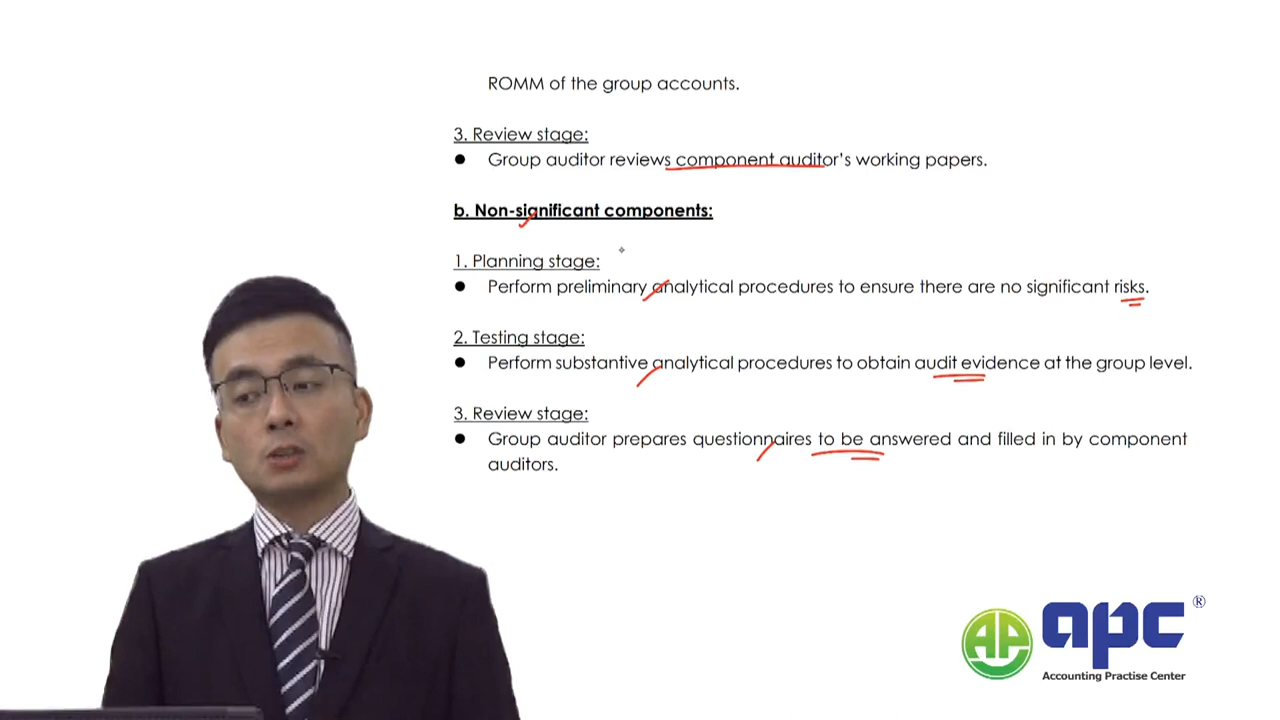 ROMM of the group accounts.
3. Review stage:
● Group auditor reviews component auditor's working papers.
b. Non-significant components:
1. Planning stage:
● Perform preliminary analytical procedures to ensure there are no significant risks.
2. Testing stage:
● Perform substantive analytical procedures to obtain audit evidence at the group level.
3. Review stage:
● Group auditor prepares questionnaires to be answered and filled in by component
auditors.
AP
apc ®
Accounting Practise Center